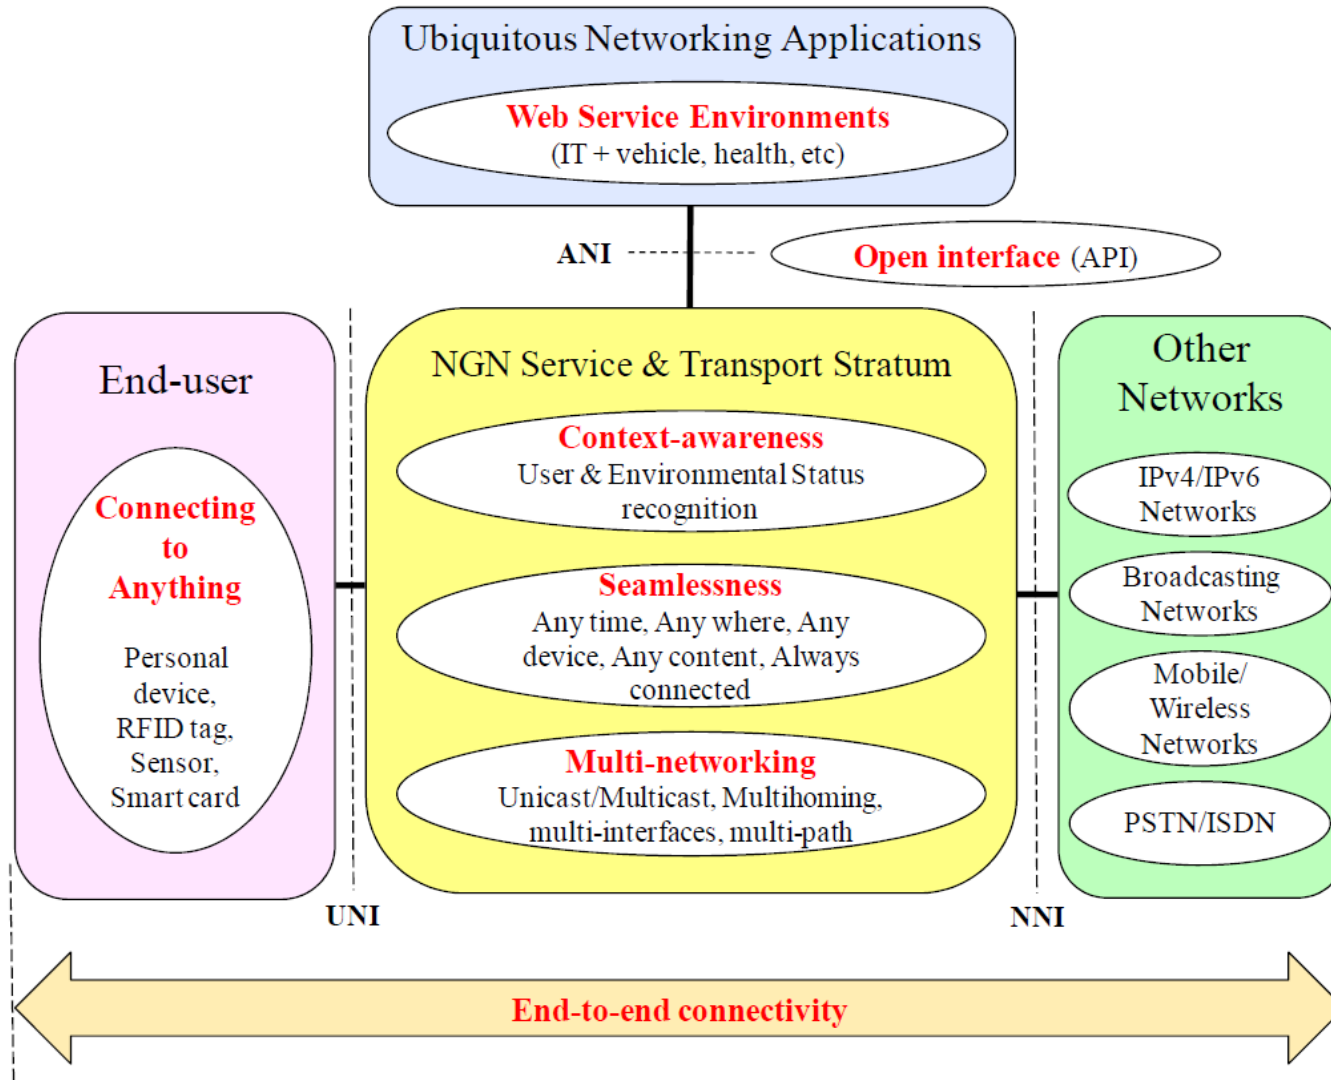 Ubiquitous Networking Applications
Web Service Environments
(IT + vehicle, health, etc)
ANI
Open interface (API)
End-user
Connecting
to
Anything
Personal
device,
RFID tag,
Sensor,
Smart card
UNI
NGN Service & Transport Stratum
Context-awareness
User & Environmental Status
recognition
Seamlessness
Any time, Any where, Any
device, Any content, Always
connected
Multi-networking
Unicast/Multicast, Multihoming,
multi-interfaces, multi-path
NNI
Other
Networks
IPv4/IPv6
Networks
Broadcasting
Networks
Mobile/
Wireless
Networks
PSTN/ISDN
End-to-end connectivity